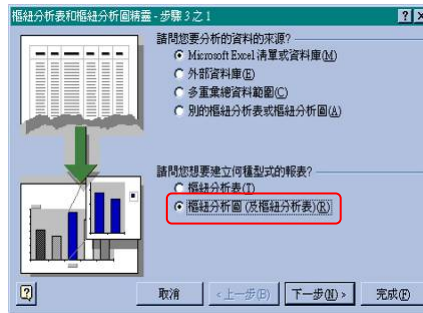 樞紐分析表和樞紐分析圖精靈 - 步驟 3 之 1
請問您要分析的資料的來源?
Microsoft Excel 清單或資料庫(M)
外部資料庫(E)
多重彙總資料範圍(C)
別的樞紐分析表或樞紐分析圖(A)
請問您想要建立何種型式的報表?
樞紐分析表(T)
樞紐分析圖 (及樞紐分析表)(R)
取消
<上一步(B)
下一步(N)>
完成(F)